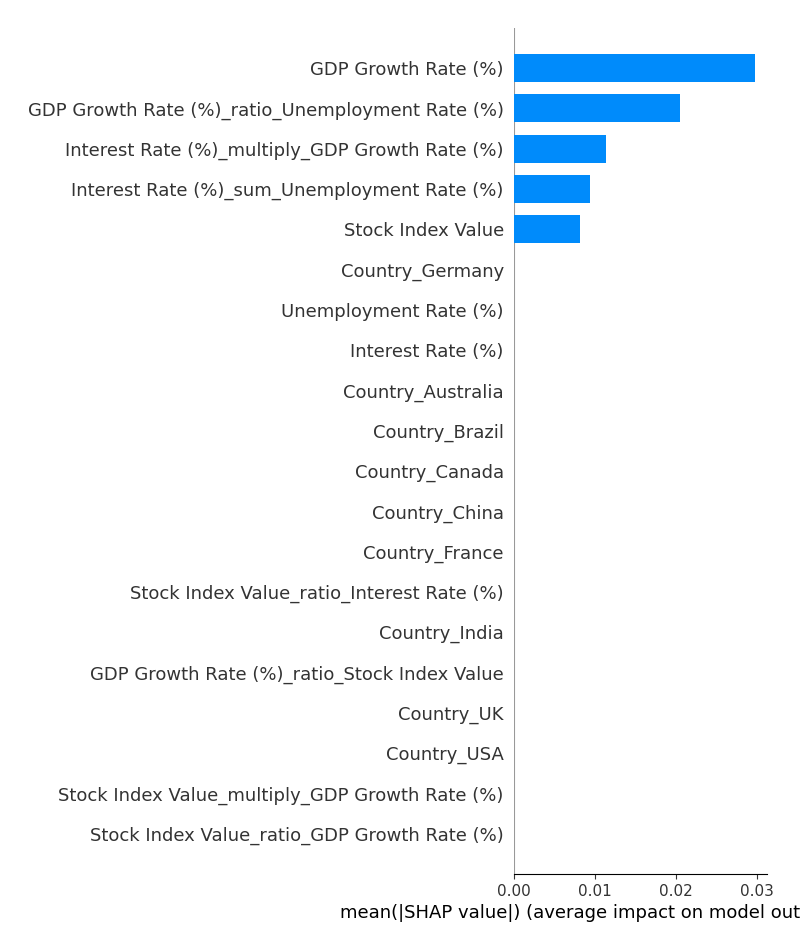 GDP Growth Rate (%)
GDP Growth Rate (%)_ratio_Unemployment Rate (%)
Interest Rate (%)_multiply_GDP Growth Rate (%)
Interest Rate (%)_sum_Unemployment Rate (%)
Stock Index Value
Country_Germany
Unemployment Rate (%)
Interest Rate (%)
Country_Australia
Country_Brazil
Country_Canada
Country_China
Country_France
Stock Index Value_ratio_Interest Rate (%)
Country_India
GDP Growth Rate (%)_ratio_Stock Index Value
Country_UK
Country_USA
Stock Index Value_multiply_GDP Growth Rate (%)
Stock Index Value_ratio_GDP Growth Rate (%)
0.00 0.01 0.02 0.03
mean(|SHAP value|) (average impact on model out